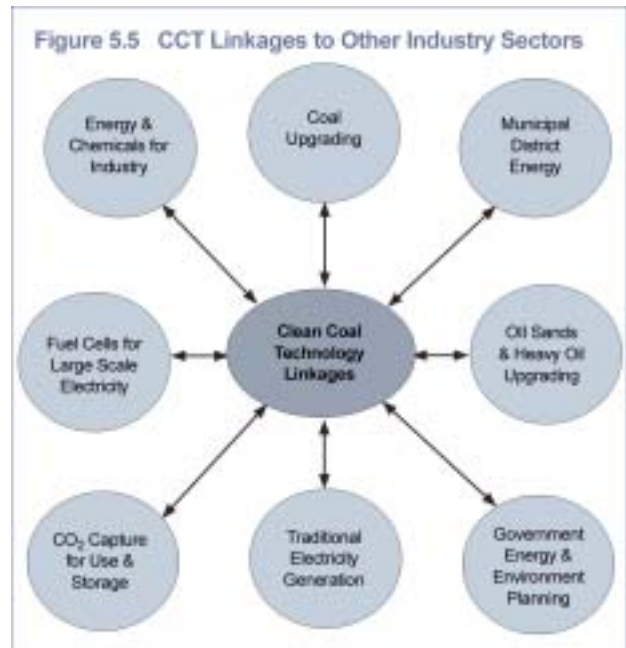 Figure 5.5 CCT Linkages to Other Industry Sectors
Energy &
Chemicals for
Industry
Coal
Upgrading
Municipal
District
Energy
Fuel Cells for
Large Scale
Electricity
Clean Coal
Technology
Linkages
Oil Sands
& Heavy Oil
Upgrading
CO₂ Capture
for Use &
Storage
Traditional
Electricity
Generation
Government
Energy &
Environment
Planning